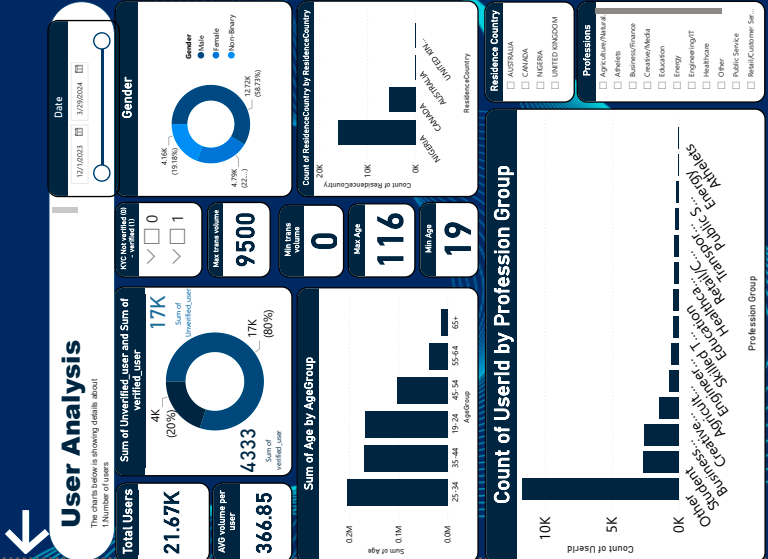 User Analysis
The charts below is showing details about
1.Number of users
Date
12/1/2023
3/29/2024
Total Users
21.67K
AVG volume per
user
366.85
Sum of Unverified_user and Sum of
verified_user
4K
(20%)
17K
(80%)
17K
Sum of
Unverified_user
4333
Sum of
verified_user
KYC Not verified (0)
- verified (1)
0
1
Max trans volume
9500
Gender
Gender
Male
Female
Non-Binary
12.72K
(58.73%)
4.79K
(22...)
4.16K
(19.18%)
Sum of Age by AgeGroup
Sum of Age
0.2M
0.1M
0.0M
25-34
35-44
19-24
45-54
55-64
65+
AgeGroup
Min trans
volume
0
Max Age
116
Min Age
19
Count of ResidenceCountry by ResidenceCountry
Count of ResidenceCountry
20K
10K
0K
NIGERIA
CANADA
AUSTRALIA
UNITED KIN...
ResidenceCountry
Count of UserId by Profession Group
Count of UserId
10K
5K
0K
Other
Student
Business...
Creative...
Agricult...
Engineer...
Skilled T...
Education
Healthca...
Retail/C...
Transpor...
Public S...
Energy
Athelets
Profession Group
Residence Country
AUSTRALIA
CANADA
NIGERIA
UNITED KINGDOM
Professions
Agriculture/Natural
Athelets
Business/Finance
Creative/Media
Education
Energy
Engineering/IT
Healthcare
Other
Public Service
Retail/Customer Ser...